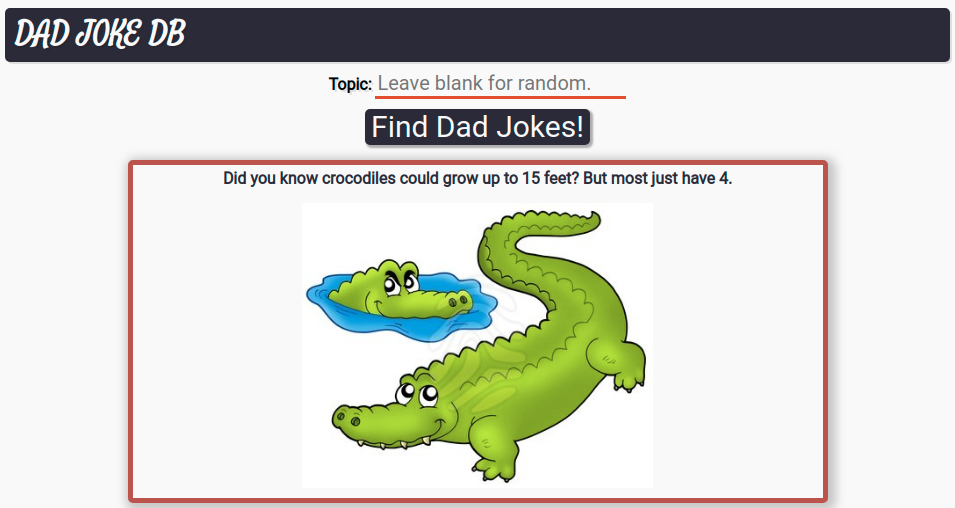 DAD JOKE DB
Topic: Leave blank for random.
Find Dad Jokes!
Did you know crocodiles could grow up to 15 feet? But most just have 4.